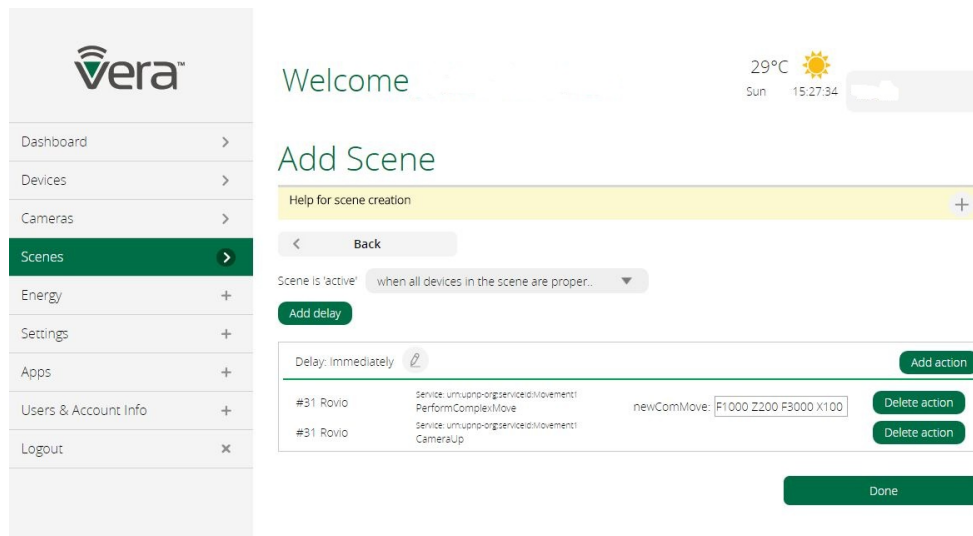 vera™
Welcome
29°C
Sun 15:27:34
Dashboard
Devices
Cameras
Scenes
Energy
Settings
Apps
Users & Account Info
Logout
Add Scene
Help for scene creation
Back
Scene is 'active' when all devices in the scene are proper..
Add delay
Delay: Immediately
Add action
#31 Rovio
Service: urn:upnp-org:serviceId:Movement1
PerformComplexMove
newComMove: F1000 Z200 F3000 X100
Delete action
#31 Rovio
Service: urn:upnp-org:serviceId:Movement1
CameraUp
Delete action
Done